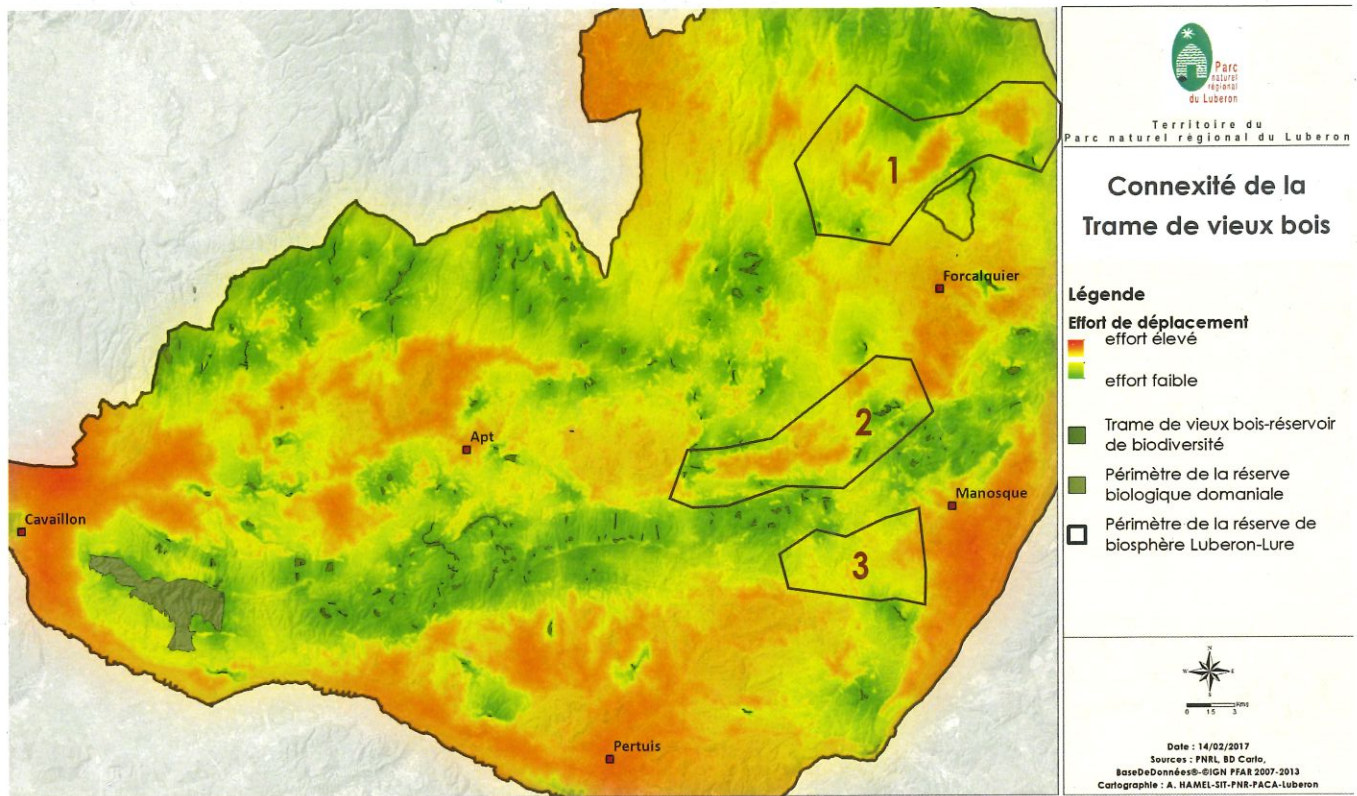 Parc
naturel
régional
du Luberon
Territoire du
Parc naturel régional du Luberon
Connexité de la
Trame de vieux bois
Légende
Effort de déplacement
effort élevé
effort faible
Trame de vieux bois-réservoir
de biodiversité
Périmètre de la réserve
biologique domaniale
Périmètre de la réserve de
biosphère Luberon-Lure
N
W E
S
0 1.5 3 Kms
Date : 14/02/2017
Sources : PNRL, BD Carto,
BaseDeDonnées®-©IGN PFAR 2007-2013
Cartographie : A. HAMEL-SIT-PNR-PACA-Luberon
1
Forcalquier
2
Apt
Manosque
Cavaillon
3
Pertuis